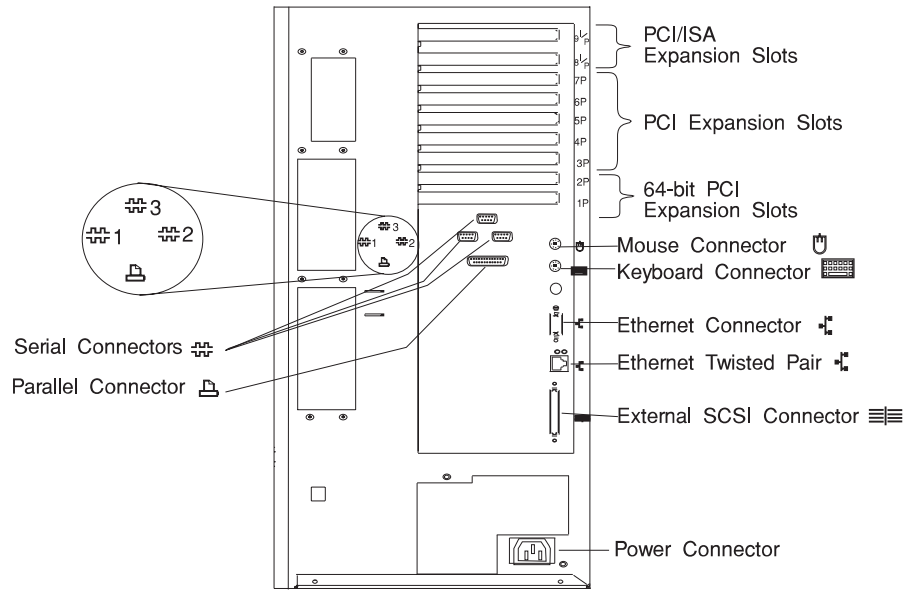 PCI/ISA
Expansion Slots
9I/P
8I/P
7P
6P
5P
4P
3P
2P
1P
PCI Expansion Slots
64-bit PCI
Expansion Slots
3
1
2
3
1
2
Mouse Connector
Keyboard Connector
Ethernet Connector
Serial Connectors
Ethernet Twisted Pair
Parallel Connector
External SCSI Connector
Power Connector